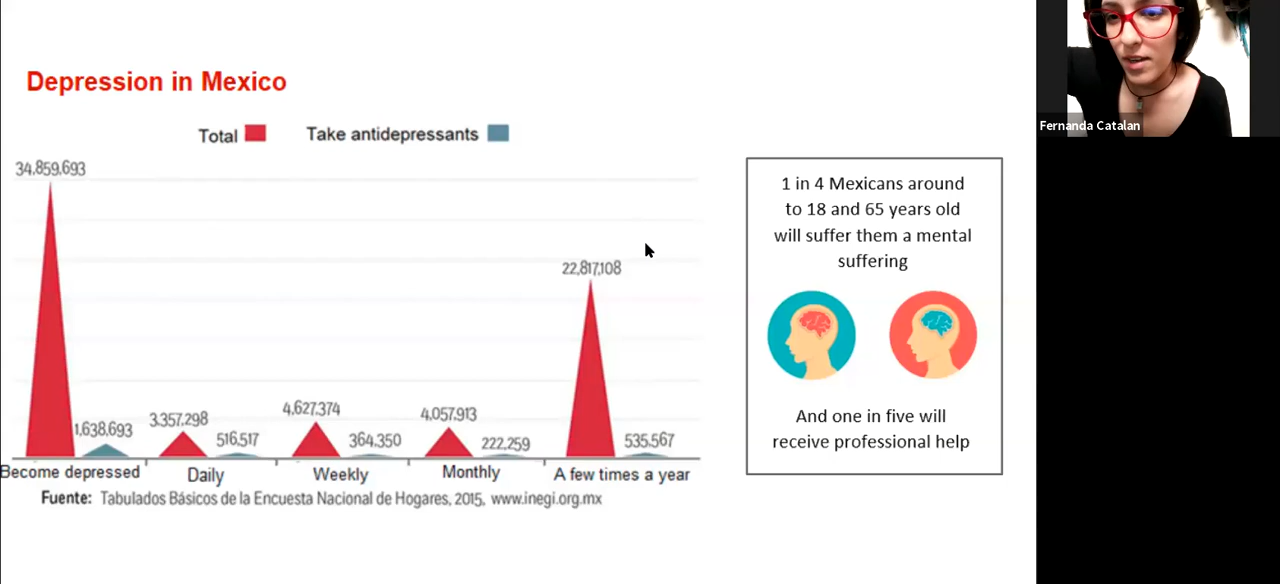 Depression in Mexico
Total
Take antidepressants
34,859,693
1,638,693
3.357,298
516,517
4,627,374
364,350
4,057,913
222,259
22,817,108
535,567
Become depressed
Daily
Weekly
Monthly
A few times a year
Fuente: Tabulados Básicos de la Encuesta Nacional de Hogares, 2015, www.inegi.org.mx
1 in 4 Mexicans around
to 18 and 65 years old
will suffer them a mental
suffering
And one in five will
receive professional help
Fernanda Catalan